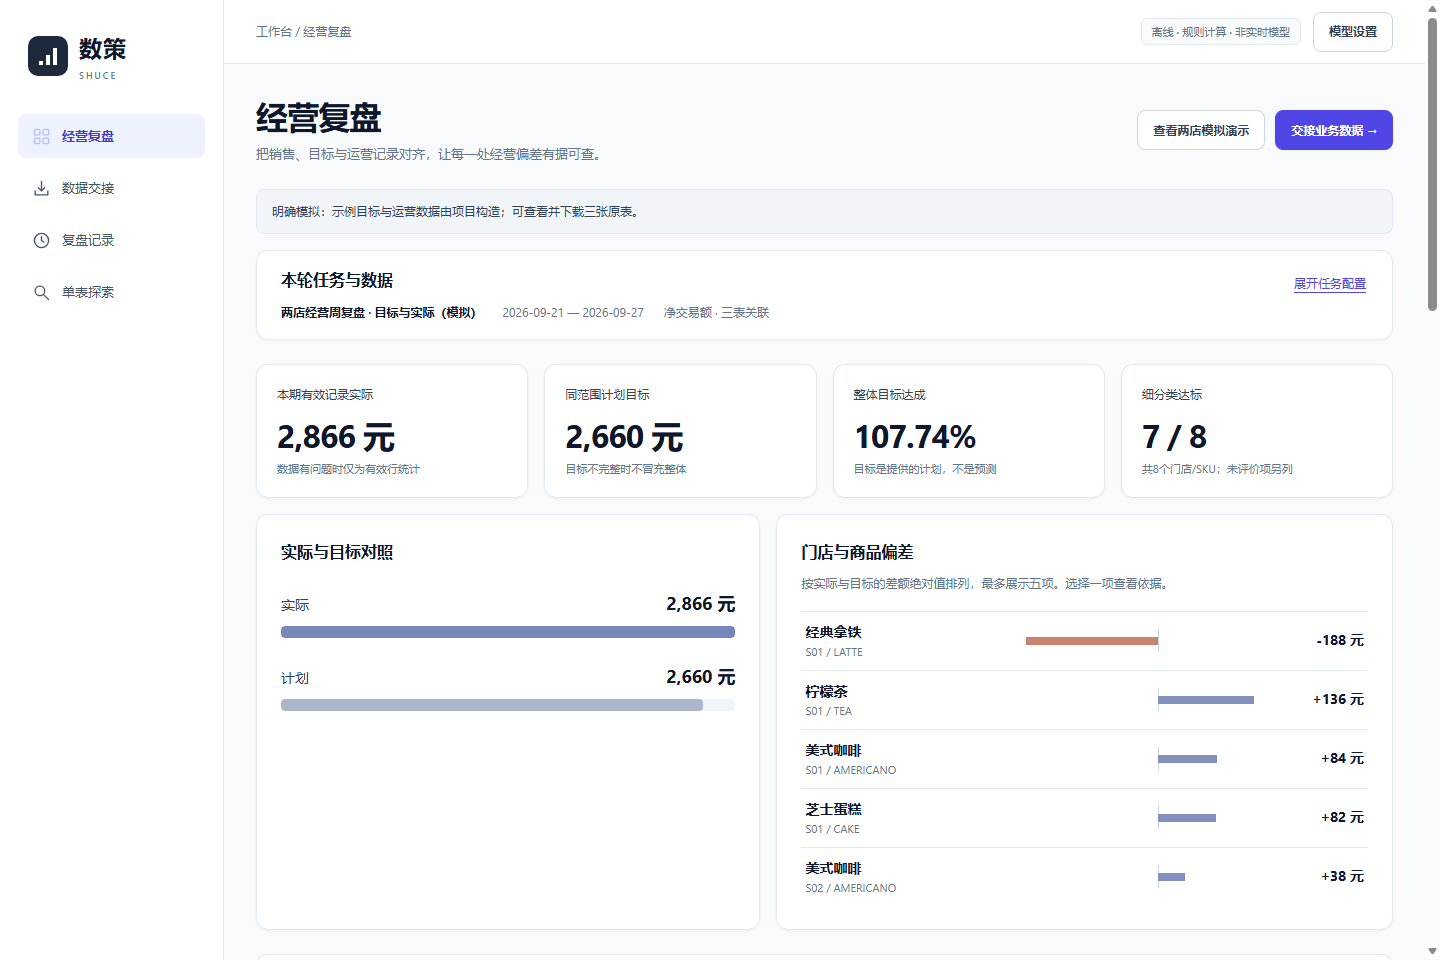 数策
SHUCE
经营复盘
数据交接
复盘记录
单表探索
工作台 / 经营复盘
离线 · 规则计算 · 非实时模型
模型设置
经营复盘
把销售、目标与运营记录对齐，让每一处经营偏差有据可查。
查看两店模拟演示
交接业务数据 →
明确模拟：示例目标与运营数据由项目构造；可查看并下载三张原表。
本轮任务与数据
展开任务配置
两店经营周复盘 · 目标与实际（模拟） 2026-09-21 — 2026-09-27 净交易额 · 三表关联
本期有效记录实际
2,866 元
数据有问题时仅为有效行统计
同范围计划目标
2,660 元
目标不完整时不冒充整体
整体目标达成
107.74%
目标是提供的计划，不是预测
细分类达标
7 / 8
共8个门店/SKU；未评价项另列
实际与目标对照
实际 2,866 元
计划 2,660 元
门店与商品偏差
按实际与目标的差额绝对值排列，最多展示五项。选择一项查看依据。
经典拿铁
S01 / LATTE
-188 元
柠檬茶
S01 / TEA
+136 元
美式咖啡
S01 / AMERICANO
+84 元
芝士蛋糕
S01 / CAKE
+82 元
美式咖啡
S02 / AMERICANO
+38 元